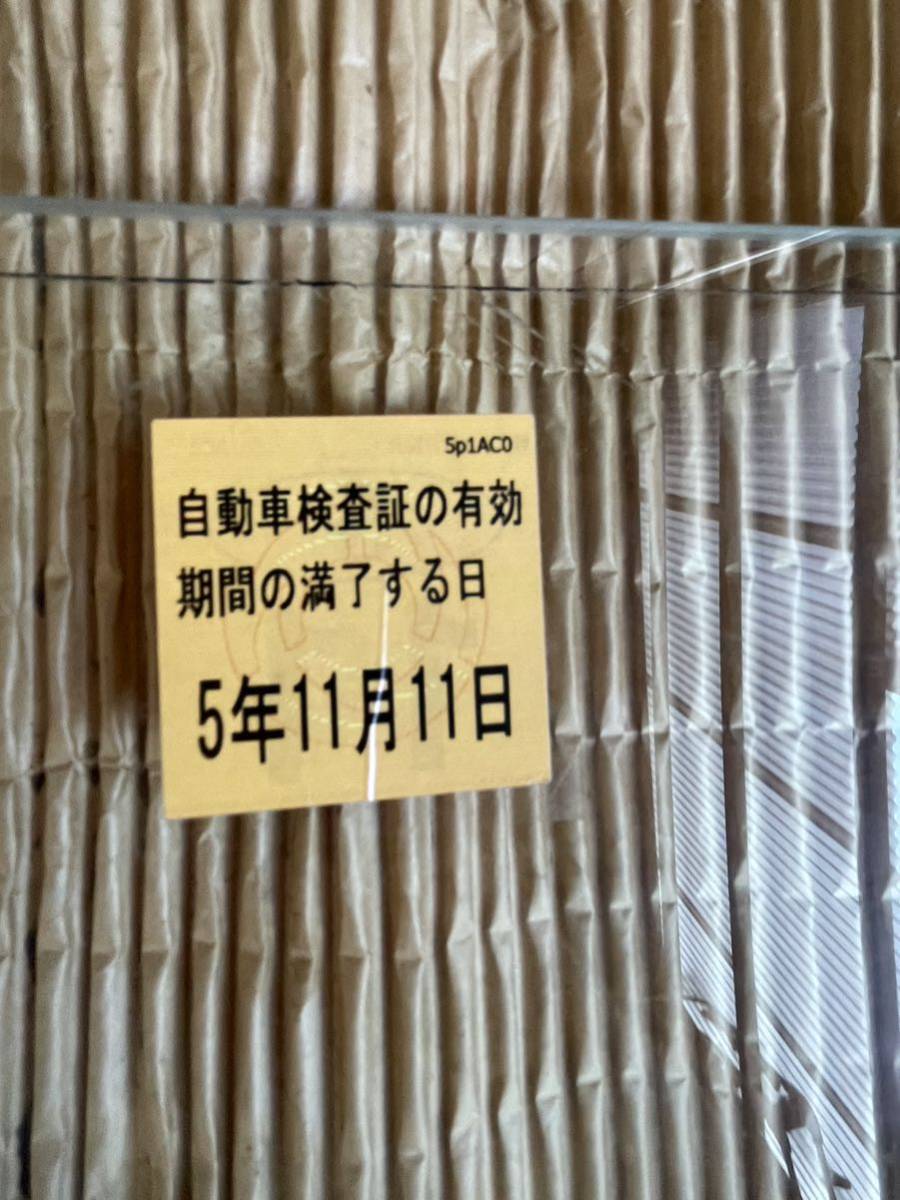 5p1AC0
自動車検査証の有効
期間の満了する日
5年11月11日